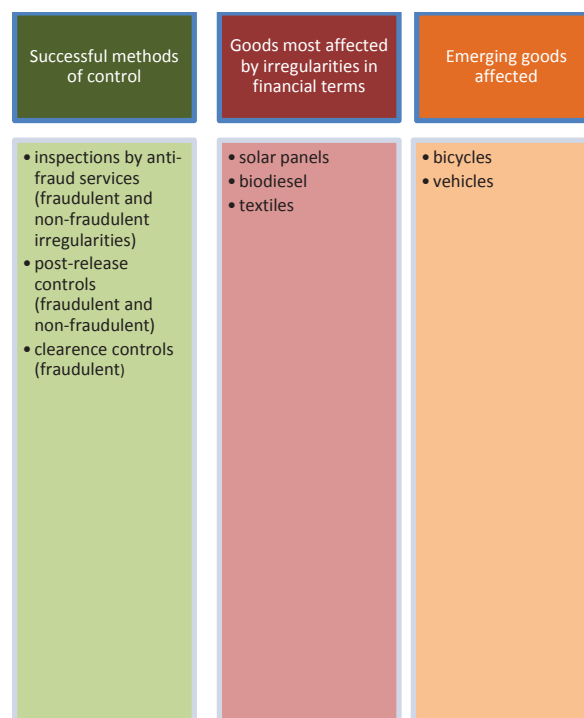 Successful methods
of control
• inspections by anti-
fraud services
(fraudulent and
non-fraudulent
irregularities)
• post-release
controls
(fraudulent and
non-fraudulent)
• clearence controls
(fraudulent)
Goods most affected
by irregularities in
financial terms
• solar panels
• biodiesel
• textiles
Emerging goods
affected
• bicycles
• vehicles